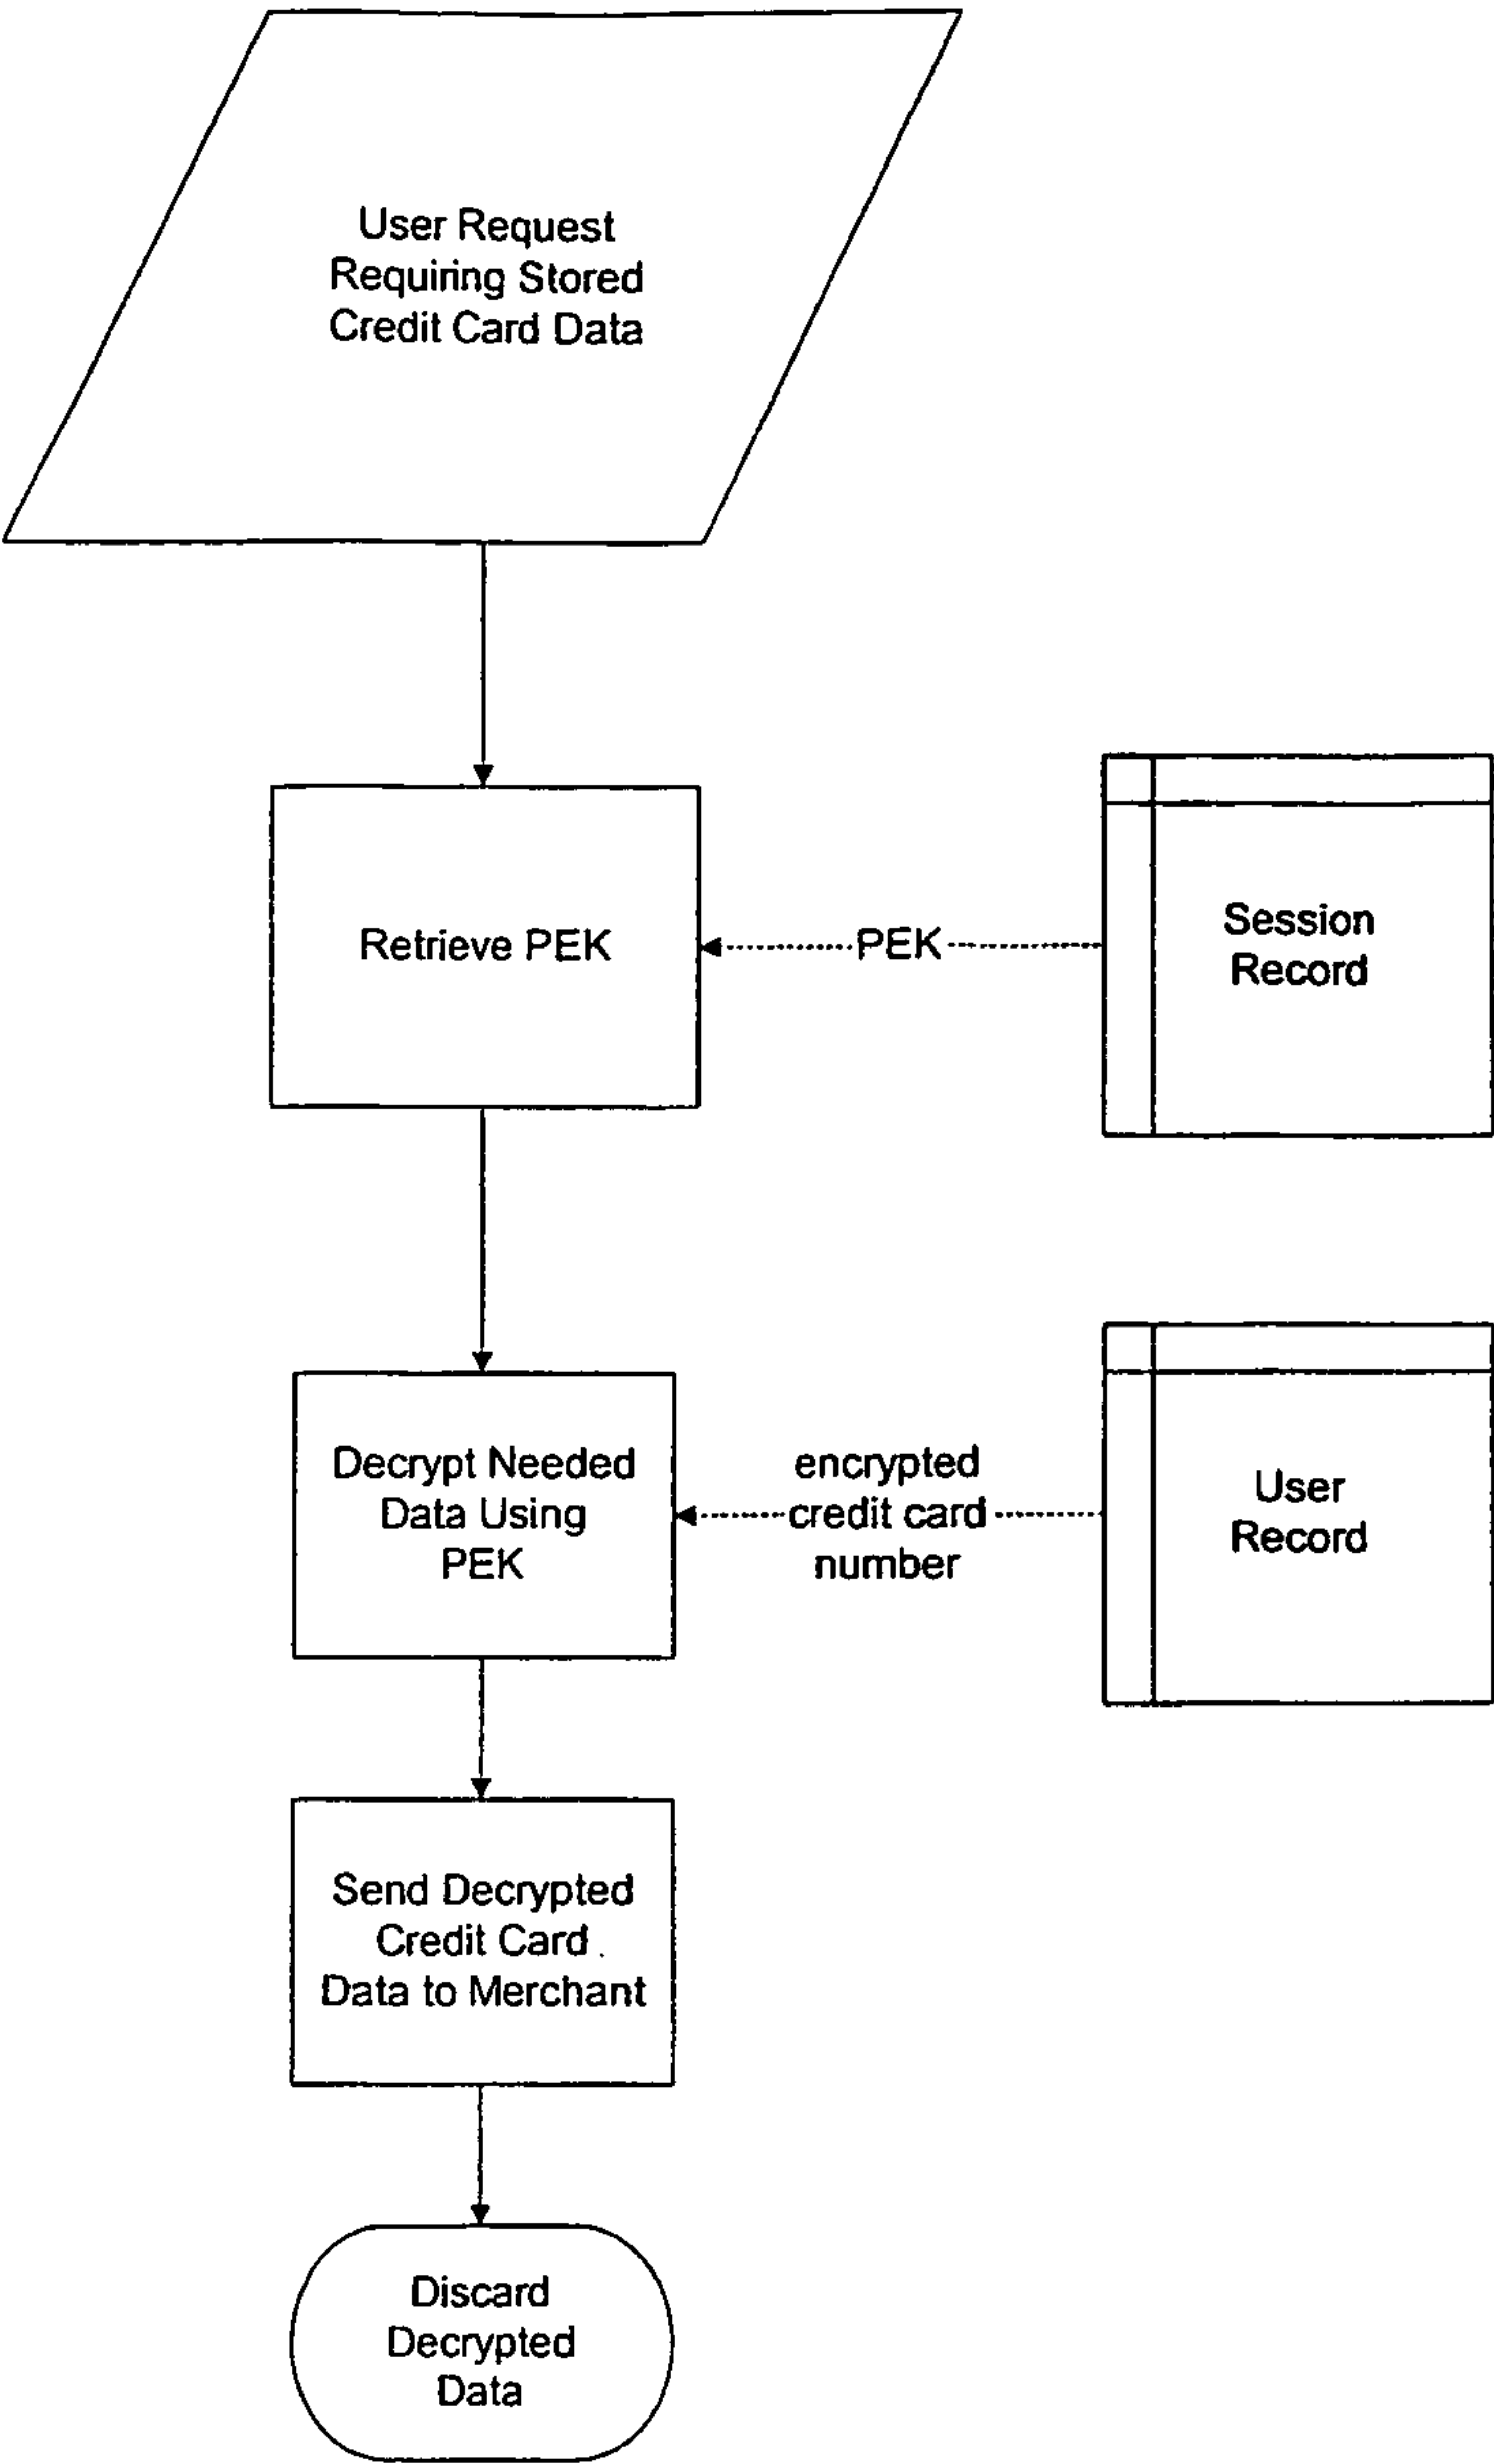 User Request
Requiring Stored
Credit Card Data
Retrieve PEK
PEK
Session
Record
Decrypt Needed
Data Using
PEK
encrypted
credit card
number
User
Record
Send Decrypted
Credit Card
Data to Merchant
Discard
Decrypted
Data